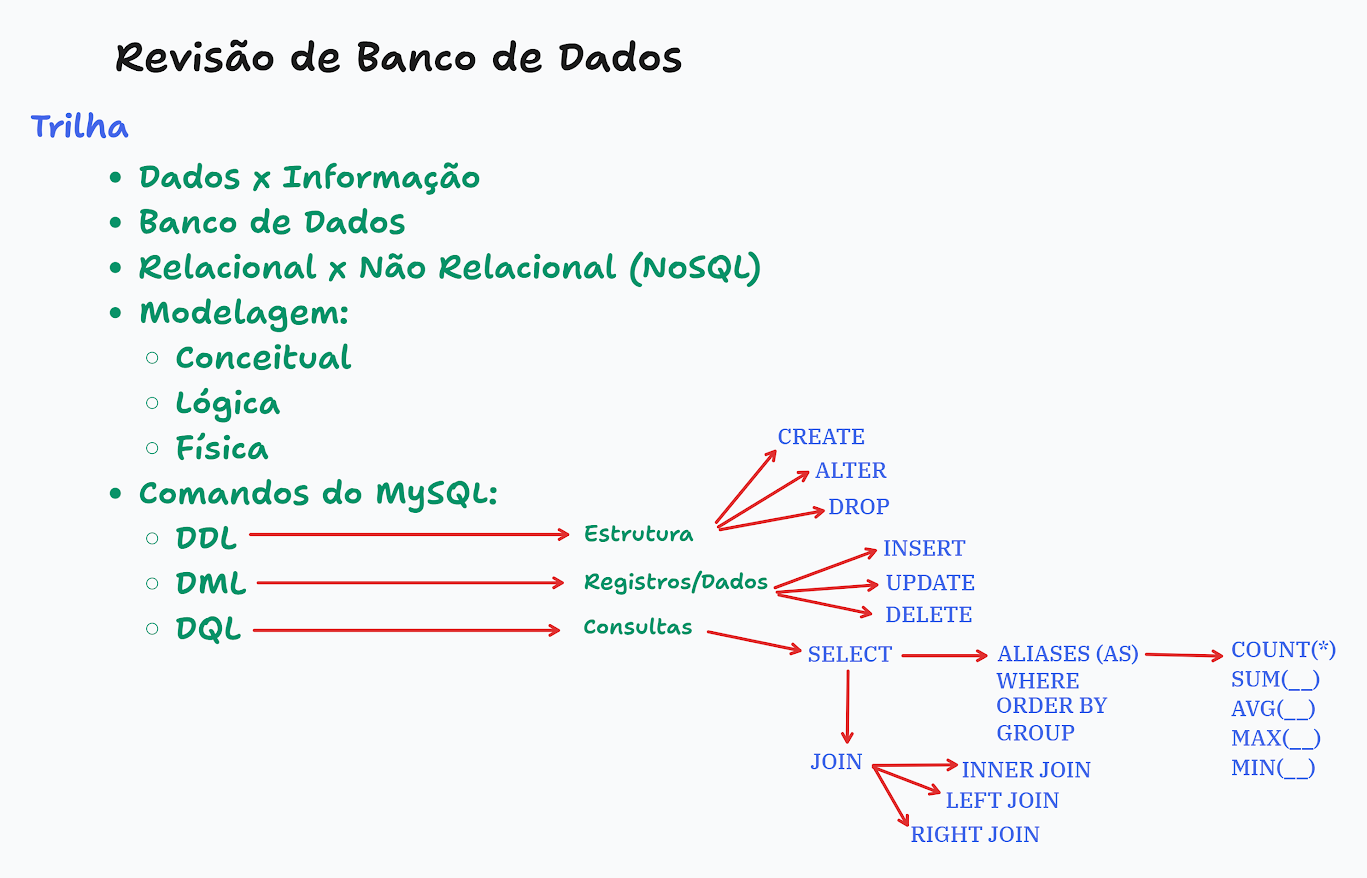 Revisão de Banco de Dados
Trilha
• Dados x Informação
• Banco de Dados
• Relacional x Não Relacional (NoSQL)
• Modelagem:
○ Conceitual
○ Lógica
○ Física
• Comandos do MySQL:
○ DDL
Estrutura
CREATE
ALTER
DROP
○ DML
Registros/Dados
INSERT
UPDATE
DELETE
○ DQL
Consultas
SELECT
ALIASES (AS)
WHERE
ORDER BY
GROUP
COUNT(*)
SUM(__)
AVG(__)
MAX(__)
MIN(__)
JOIN
INNER JOIN
LEFT JOIN
RIGHT JOIN